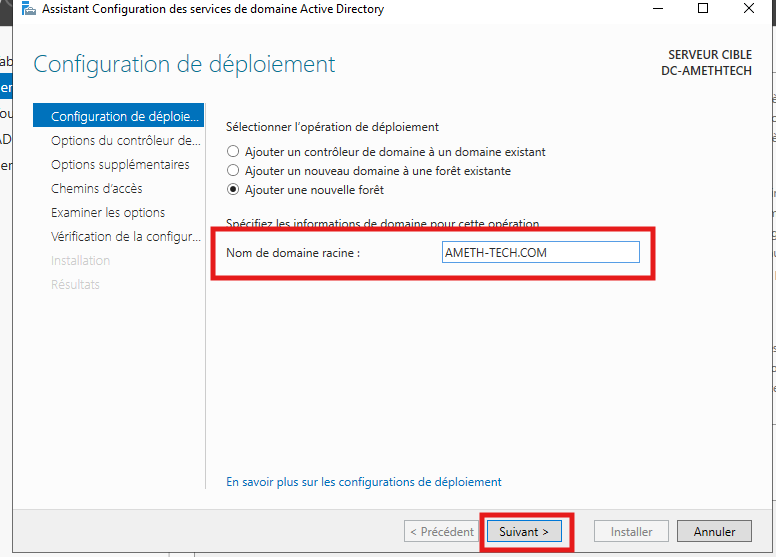 Assistant Configuration des services de domaine Active Directory
Configuration de déploiement
SERVEUR CIBLE
DC-AMETHTECH
Configuration de déploie...
Options du contrôleur de...
Options supplémentaires
Chemins d'accès
Examiner les options
Vérification de la configur...
Installation
Résultats
Sélectionner l'opération de déploiement
Ajouter un contrôleur de domaine à un domaine existant
Ajouter un nouveau domaine à une forêt existante
Ajouter une nouvelle forêt
Spécifiez les informations de domaine pour cette opération
Nom de domaine racine :
AMETH-TECH.COM
En savoir plus sur les configurations de déploiement
< Précédent
Suivant >
Installer
Annuler